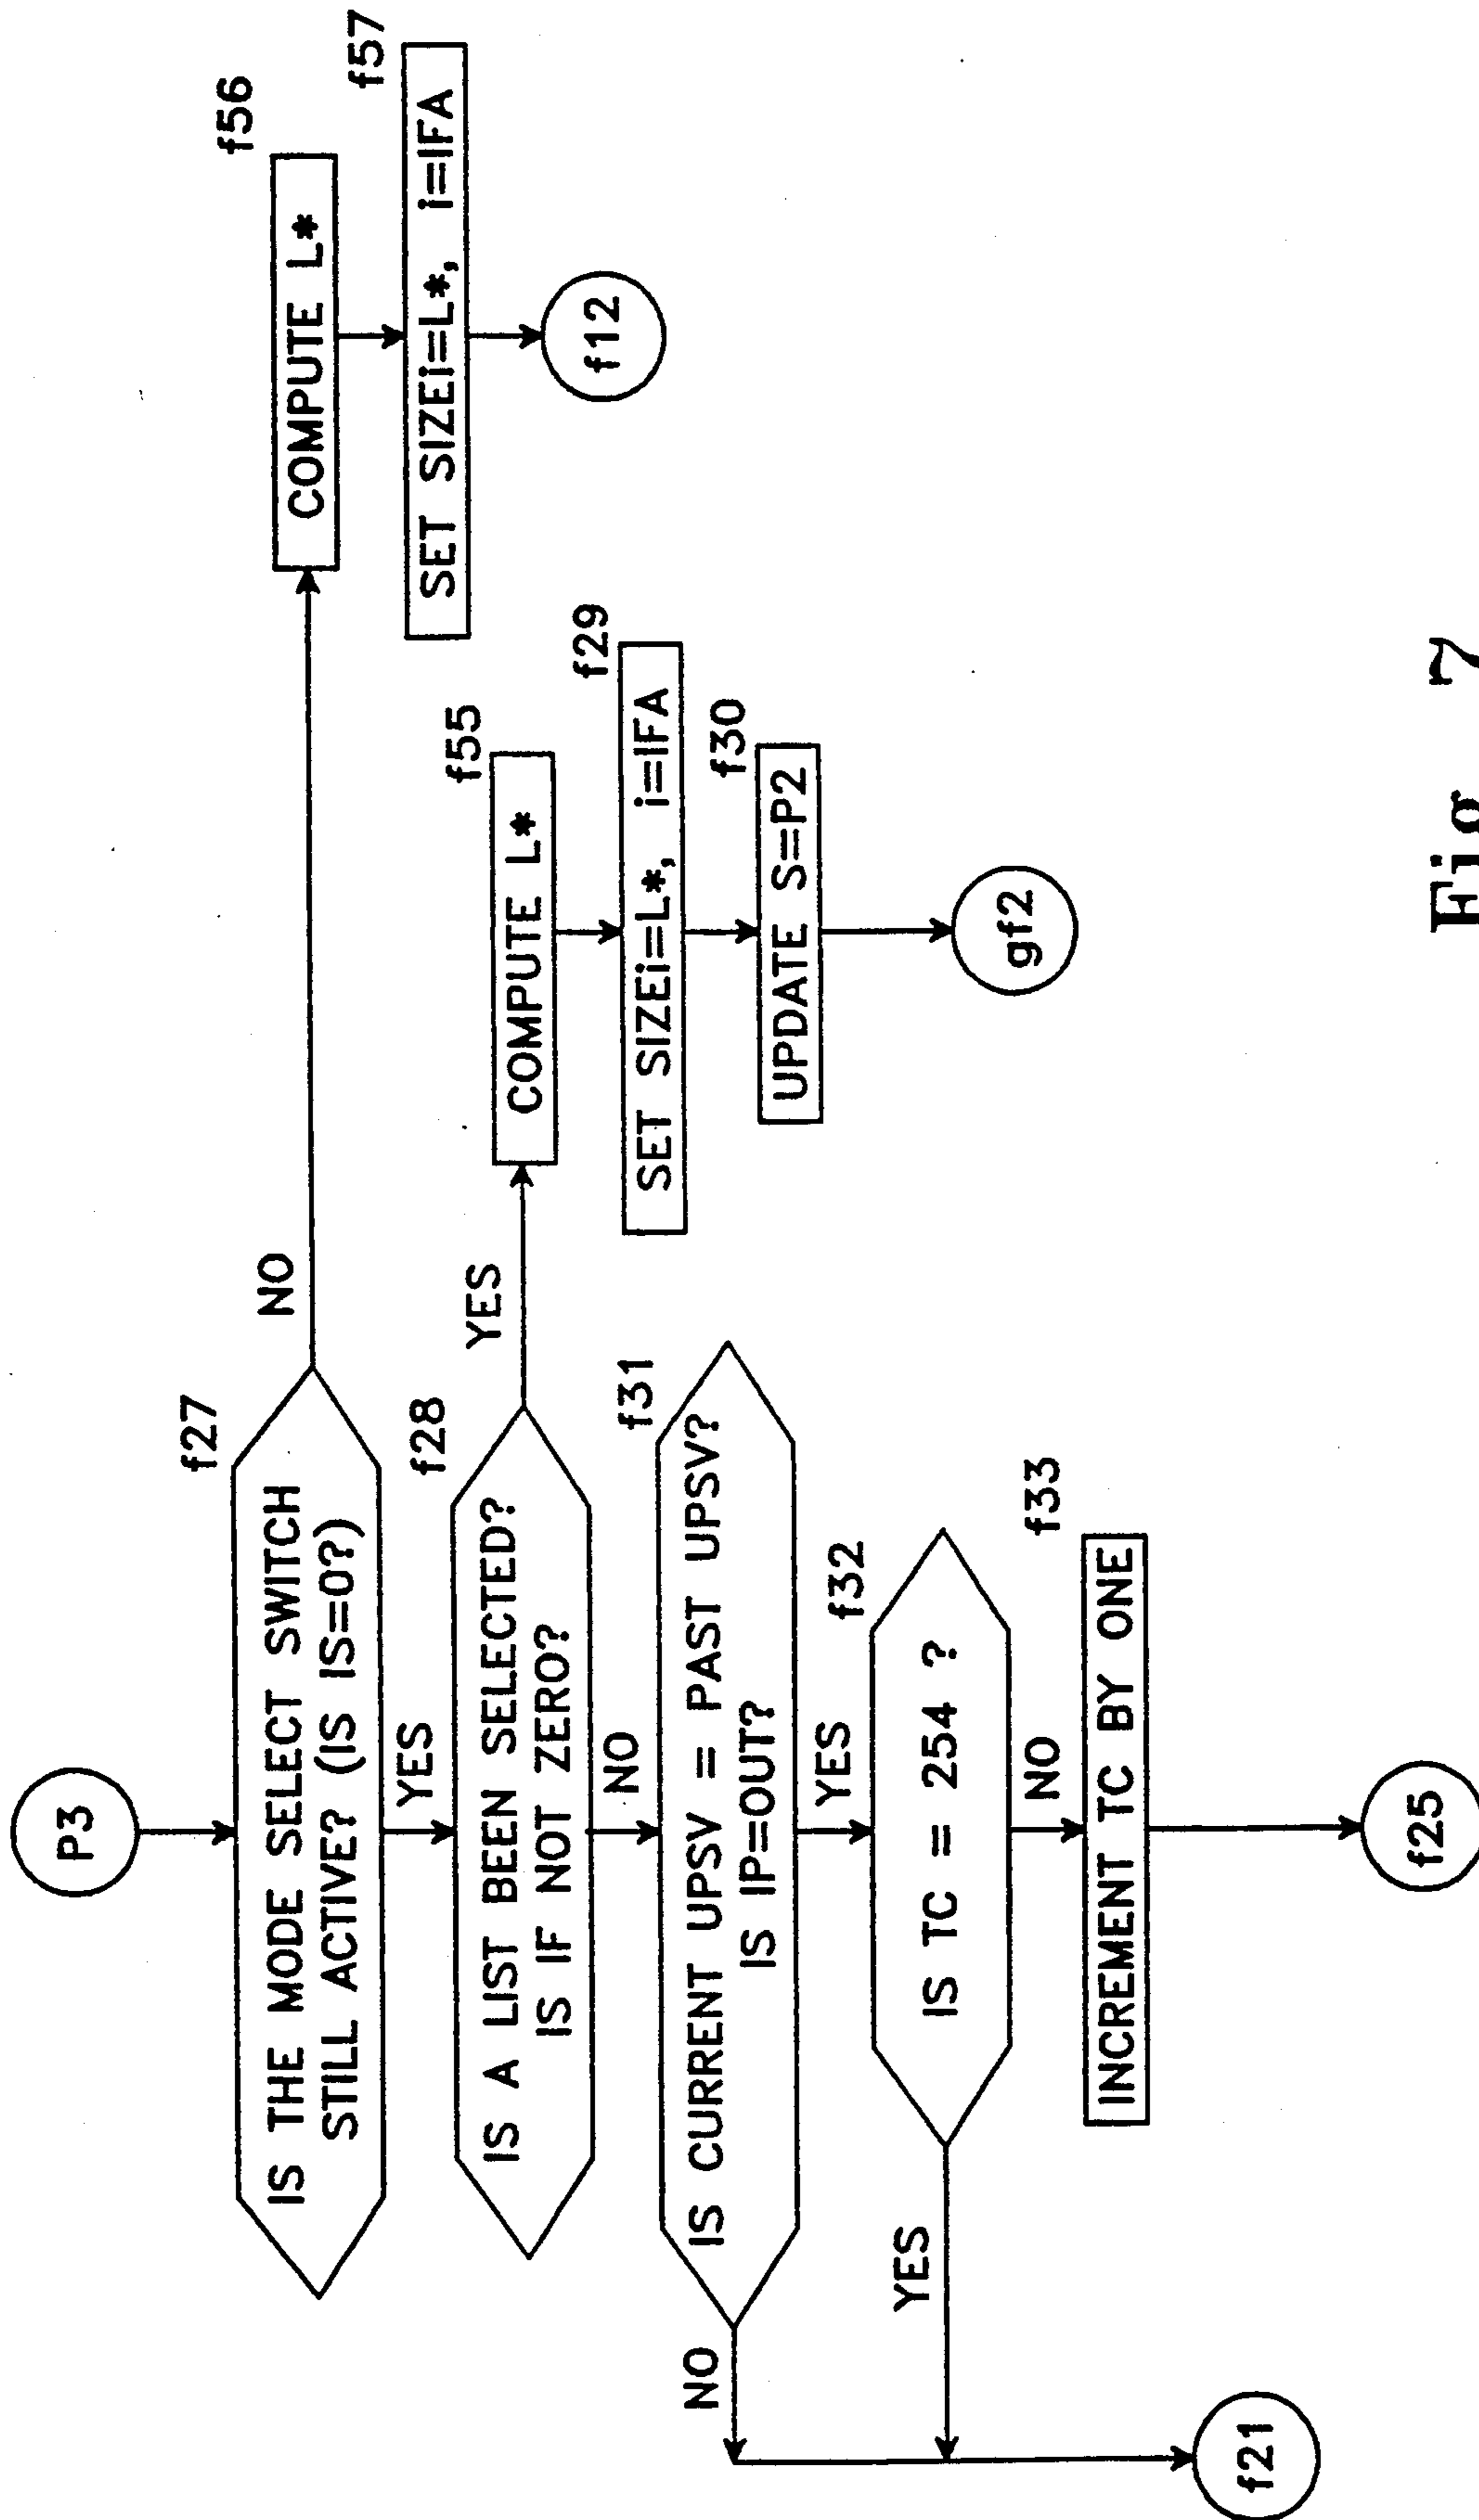 P3
f27
IS THE MODE SELECT SWITCH
STILL ACTIVE? (IS IS=0?)
NO
YES
f56
COMPUTE L*
f57
SET SIZEi=L*, i=IFA
f12
f28
IS A LIST BEEN SELECTED?
IS IF NOT ZERO?
YES
NO
f55
COMPUTE L*
f29
SET SIZEi=L*, i=IFA
f30
UPDATE S=P2
gf2
f31
IS CURRENT UPSV = PAST UPSV?
IS IP=OUT?
NO
YES
f32
IS TC = 254 ?
YES
NO
f33
INCREMENT TC BY ONE
f21
f25
Fig 7